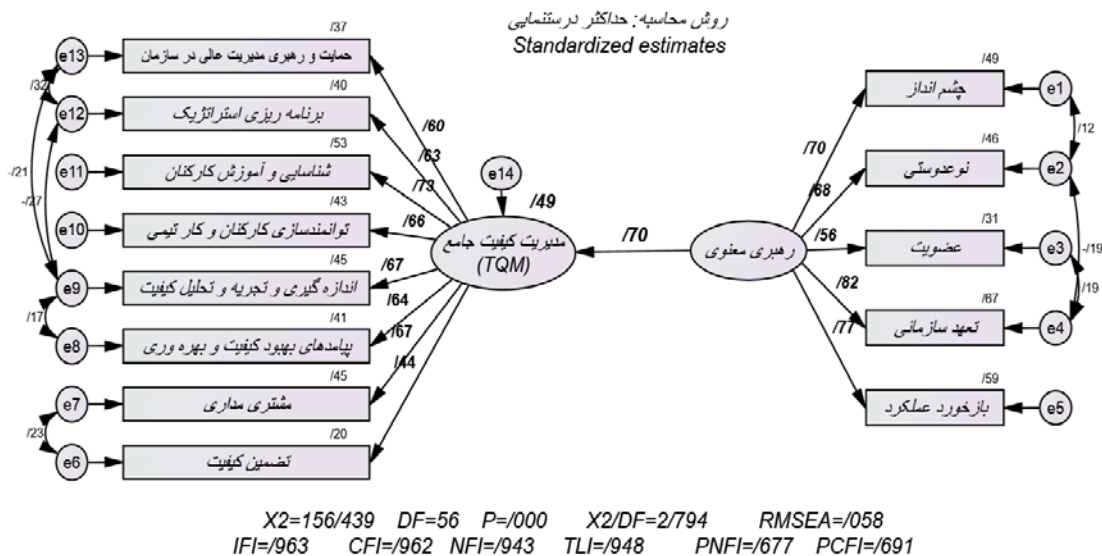 روش محاسبه: حداکثر درستنمایی
Standardized estimates
/37
e13
حمایت و رهبری مدیریت عالی در سازمان
/32
/40
e12
برنامه ریزی استراتژیک
-/21
-/27
/53
e11
شناسایی و آموزش کارکنان
/43
e10
توانمندسازی کارکنان و کار تیمی
/45
e9
اندازه گیری و تجریه و تحلیل کیفیت
/17
/41
e8
پیامدهای بهبود کیفیت و بهره وری
/45
e7
مشتری مداری
/23
/20
e6
تضمین کیفیت
/60
/63
/73
/66
/67
/64
/67
/44
e14
/49
مدیریت کیفیت جامع
(TQM)
/70
رهبری معنوی
/70
/68
/56
/82
/77
/49
چشم انداز
e1
/12
/46
نوعدوستی
e2
-/19
/31
عضویت
e3
/19
/67
تعهد سازمانی
e4
/59
بازخورد عملکرد
e5
X2=156/439 DF=56 P=/000 X2/DF=2/794 RMSEA=/058
IFI=/963 CFI=/962 NFI=/943 TLI=/948 PNFI=/677 PCFI=/691